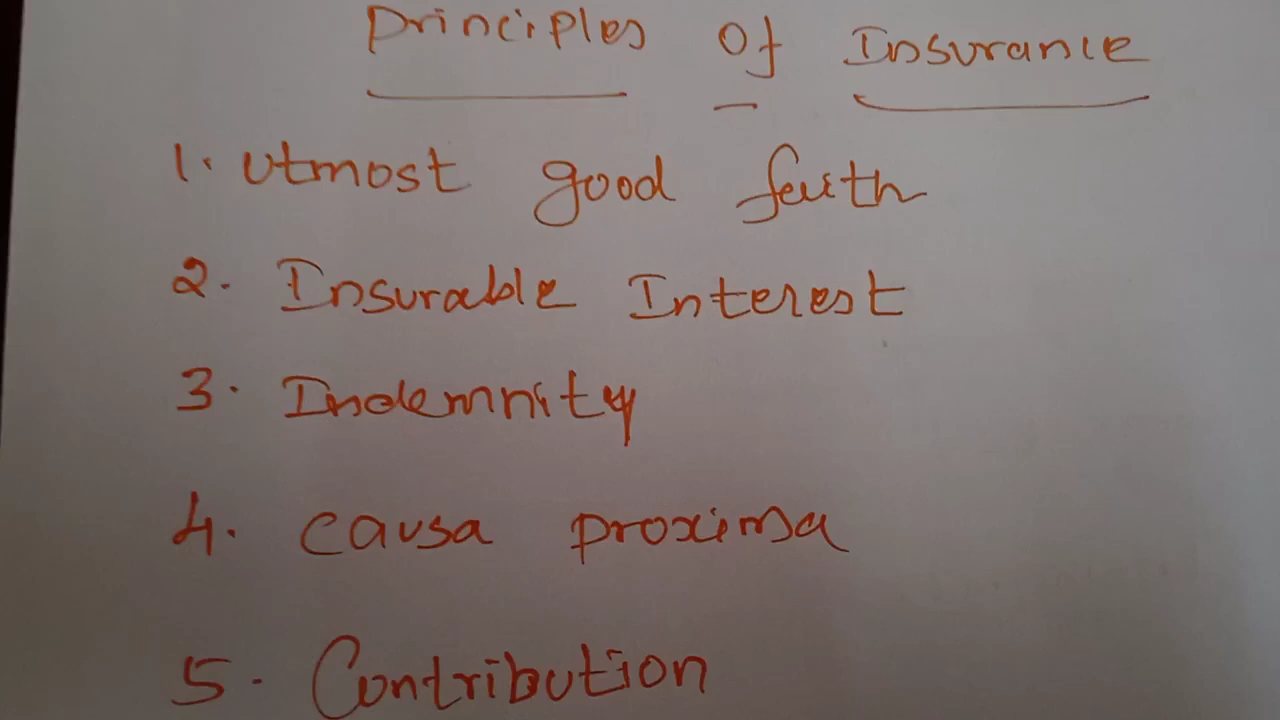 Principles Of Insurance
1. Utmost good faith
2. Insurable Interest
3. Indemnity
4. Causa proxima
5. Contribution